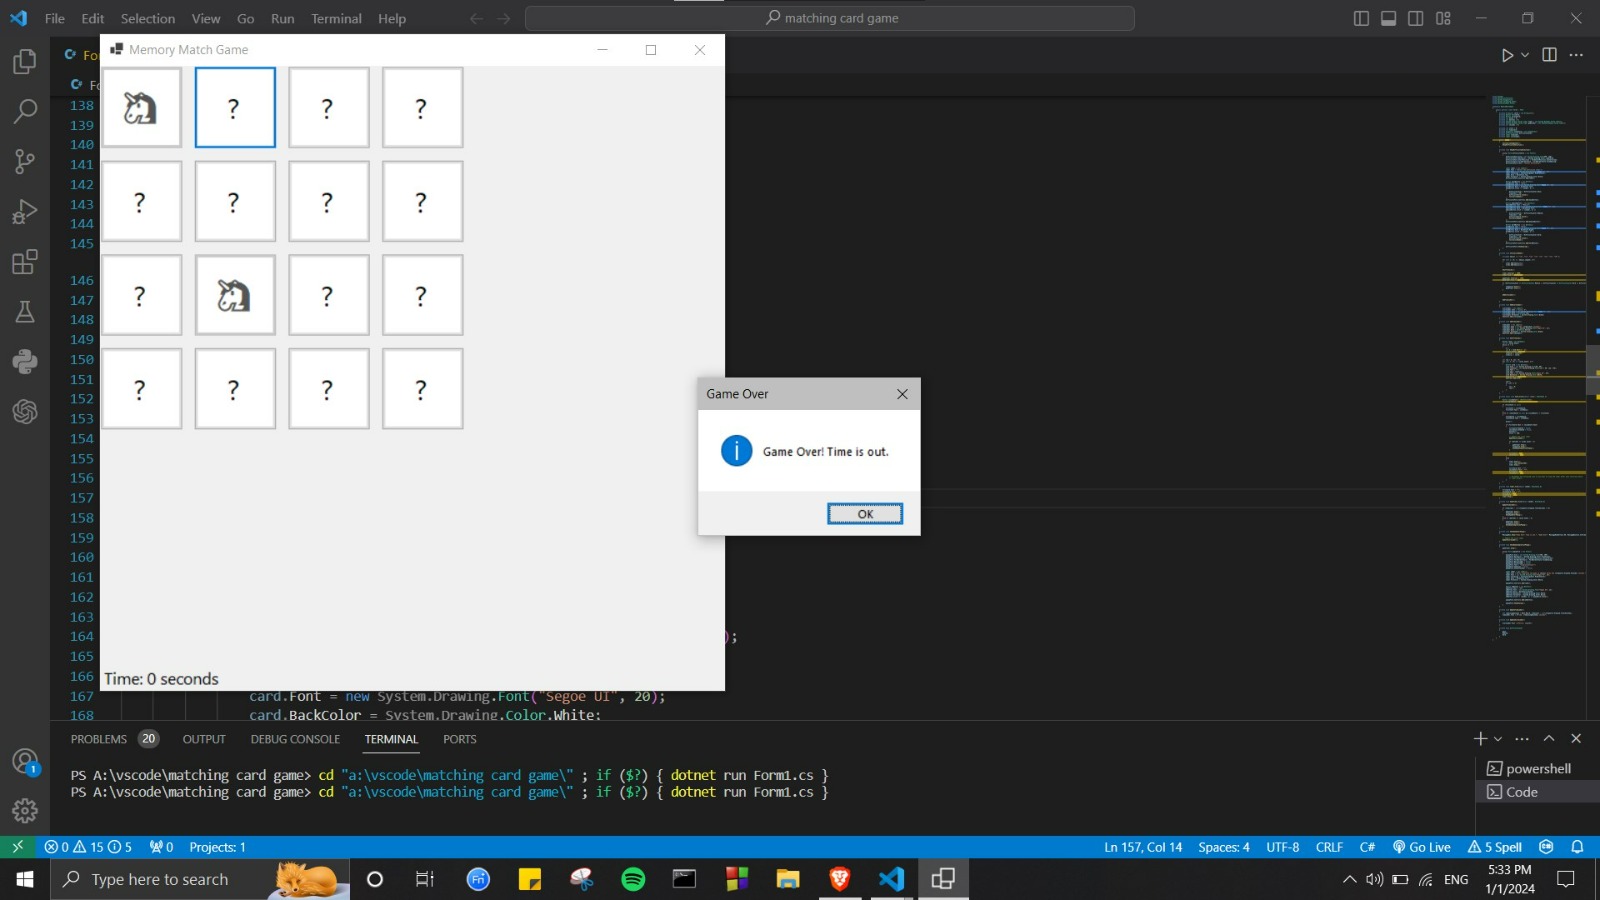 File Edit Selection View Go Run Terminal Help
matching card game
Memory Match Game
? ? ?
? ? ? ?
? ? ?
? ? ? ?
Time: 0 seconds
Game Over
Game Over! Time is out.
OK
138
139
140
141
142
143
144
145
146
147
148
149
150
151
152
153
154
155
156
157
158
159
160
161
162
163
164 );
165
166
167 card.Font = new System.Drawing.Font("Segoe UI", 20);
168 card.BackColor = System.Drawing.Color.White;
PROBLEMS 20 OUTPUT DEBUG CONSOLE TERMINAL PORTS
PS A:\vscode\matching card game> cd "a:\vscode\matching card game\" ; if ($?) { dotnet run Form1.cs }
PS A:\vscode\matching card game> cd "a:\vscode\matching card game\" ; if ($?) { dotnet run Form1.cs }
powershell
Code
1
0 15 5 0 Projects: 1 Ln 157, Col 14 Spaces: 4 UTF-8 CRLF C# Go Live 5 Spell
Type here to search
Fn
ENG
5:33 PM
1/1/2024